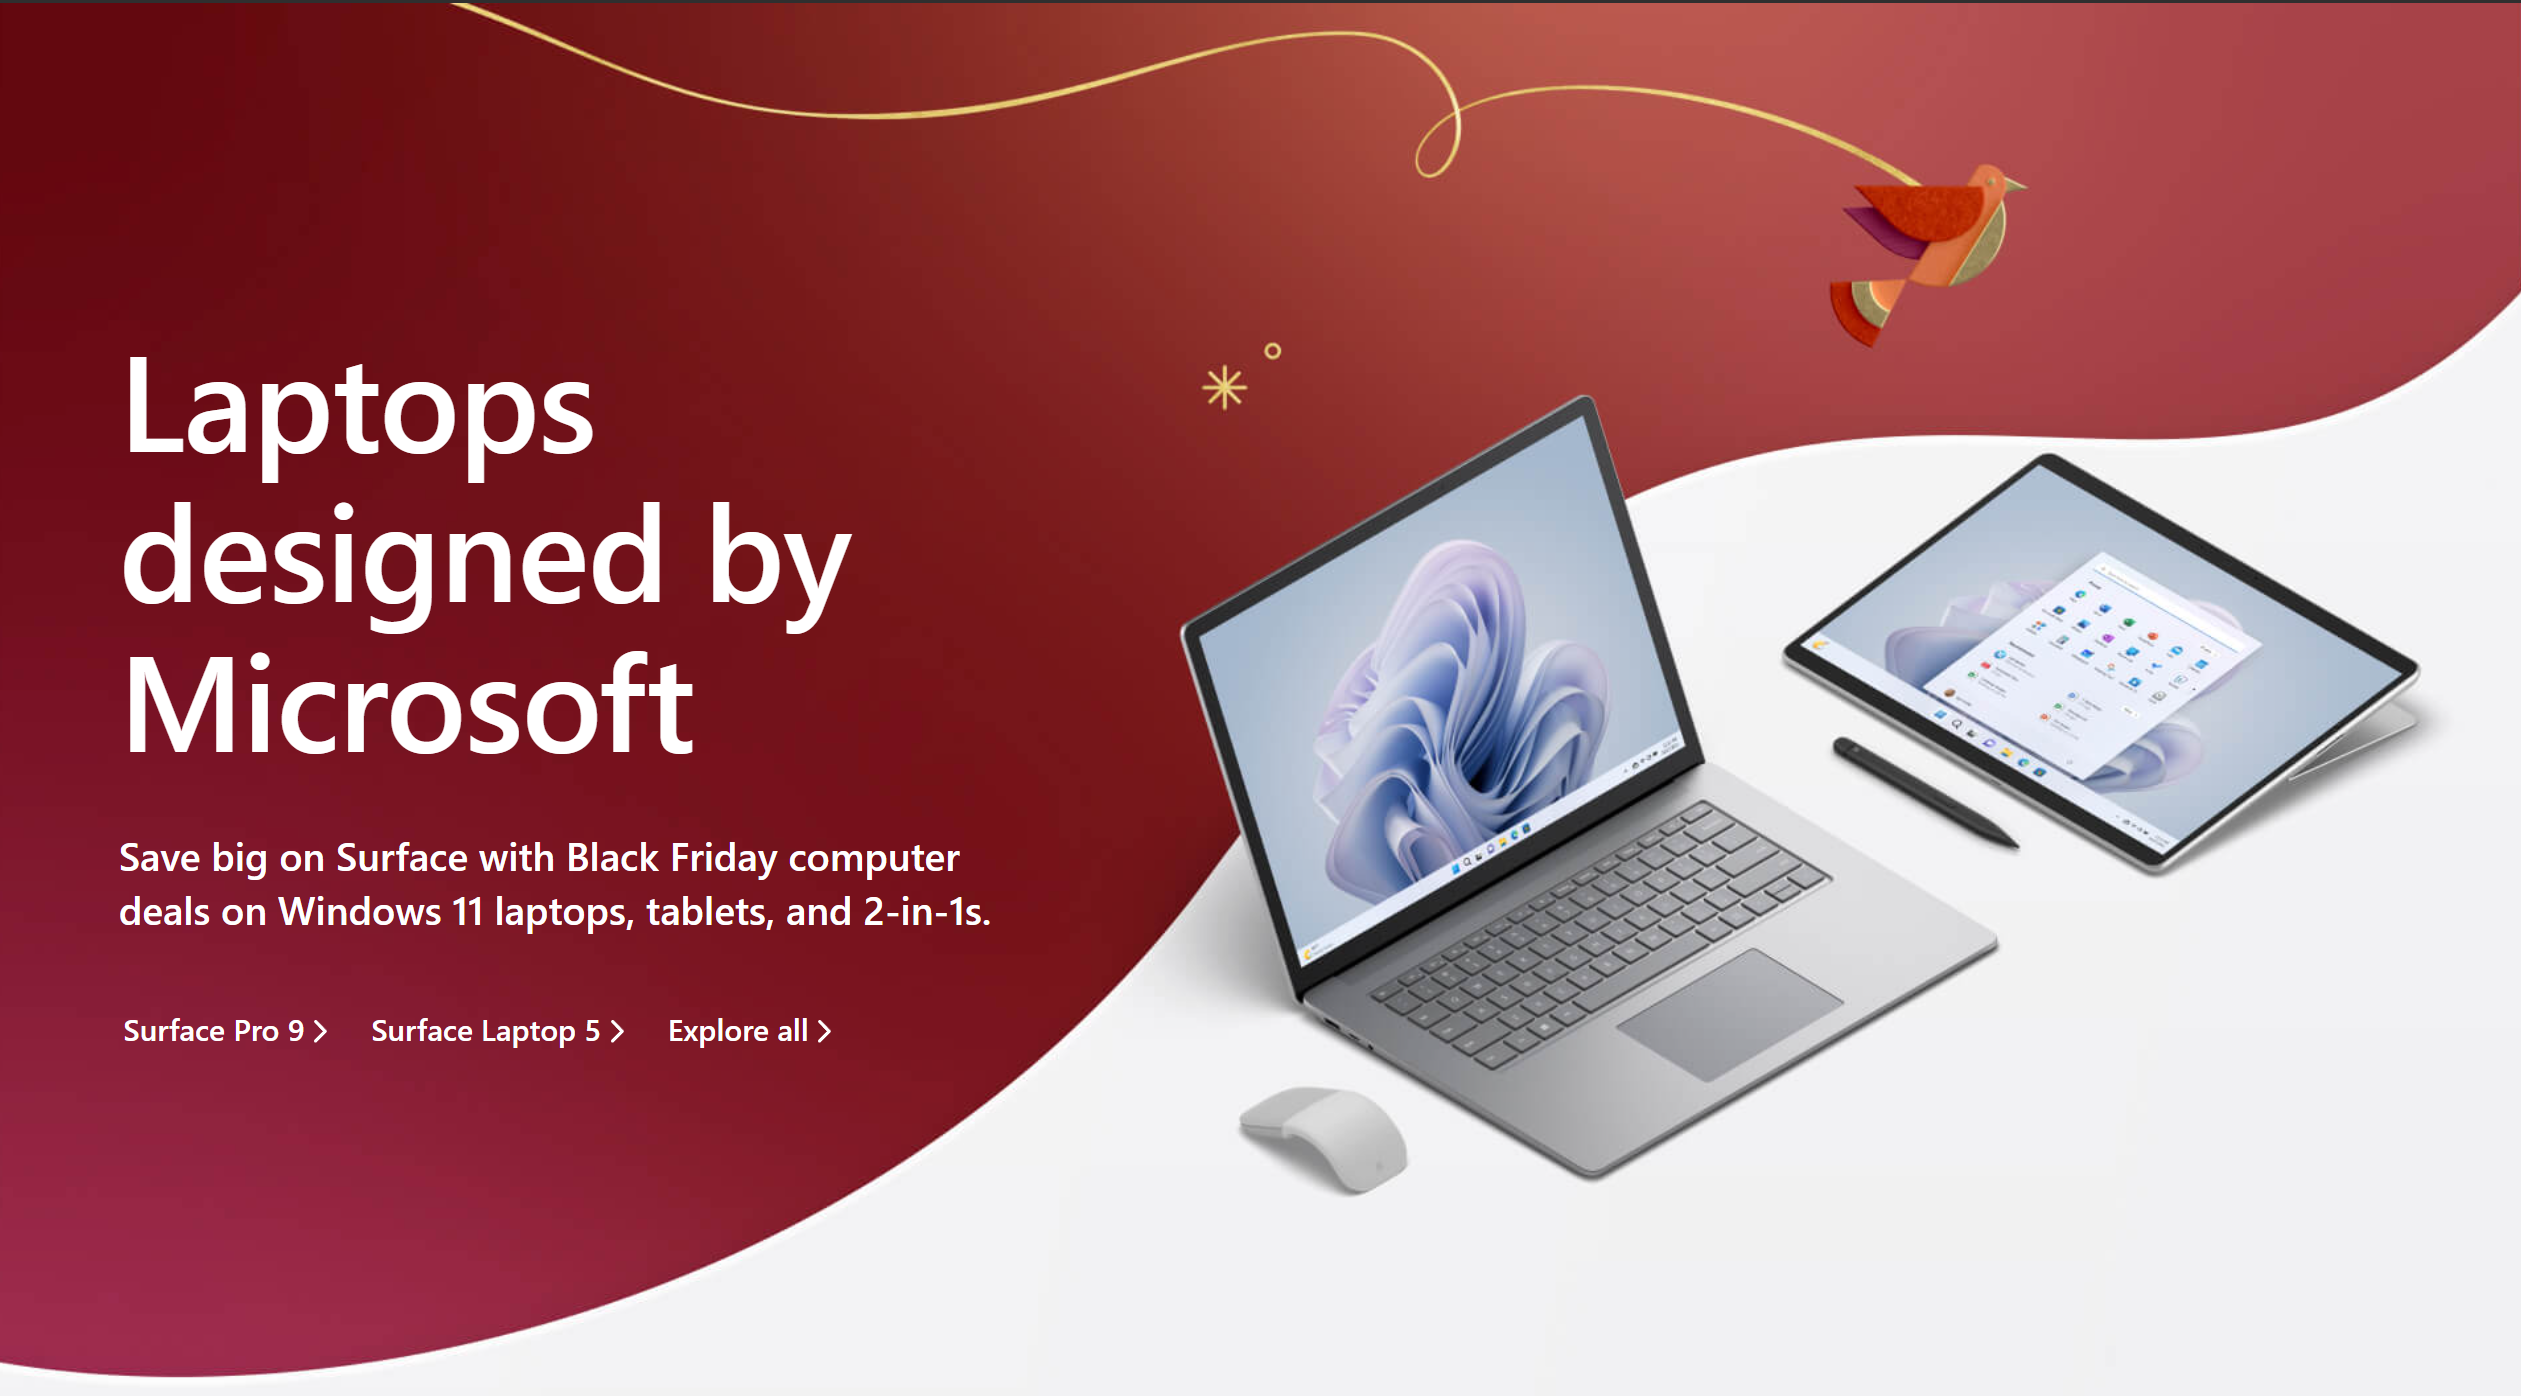 Laptops
designed by
Microsoft
Save big on Surface with Black Friday computer
deals on Windows 11 laptops, tablets, and 2-in-1s.
Surface Pro 9
Surface Laptop 5
Explore all